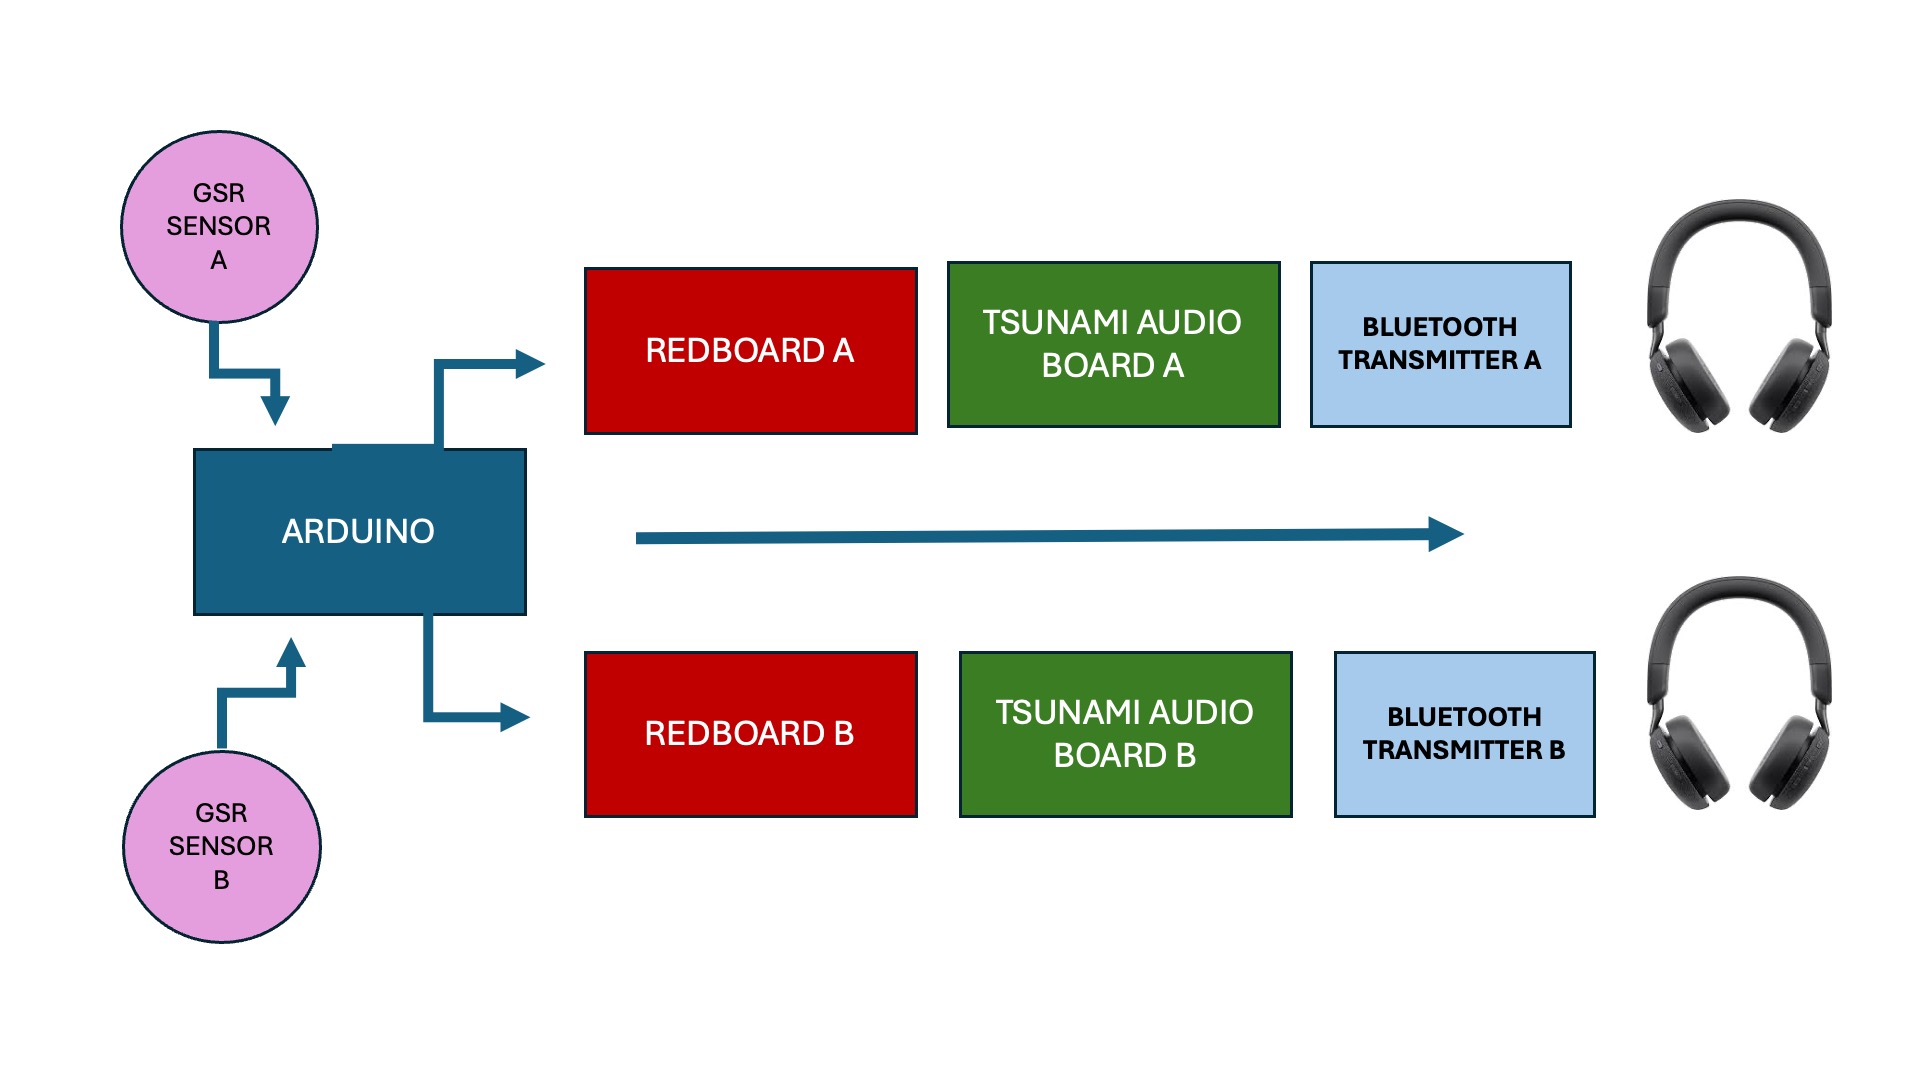 GSR
SENSOR
A
REDBOARD A
TSUNAMI AUDIO
BOARD A
BLUETOOTH
TRANSMITTER A
ARDUINO
REDBOARD B
TSUNAMI AUDIO
BOARD B
BLUETOOTH
TRANSMITTER B
GSR
SENSOR
B